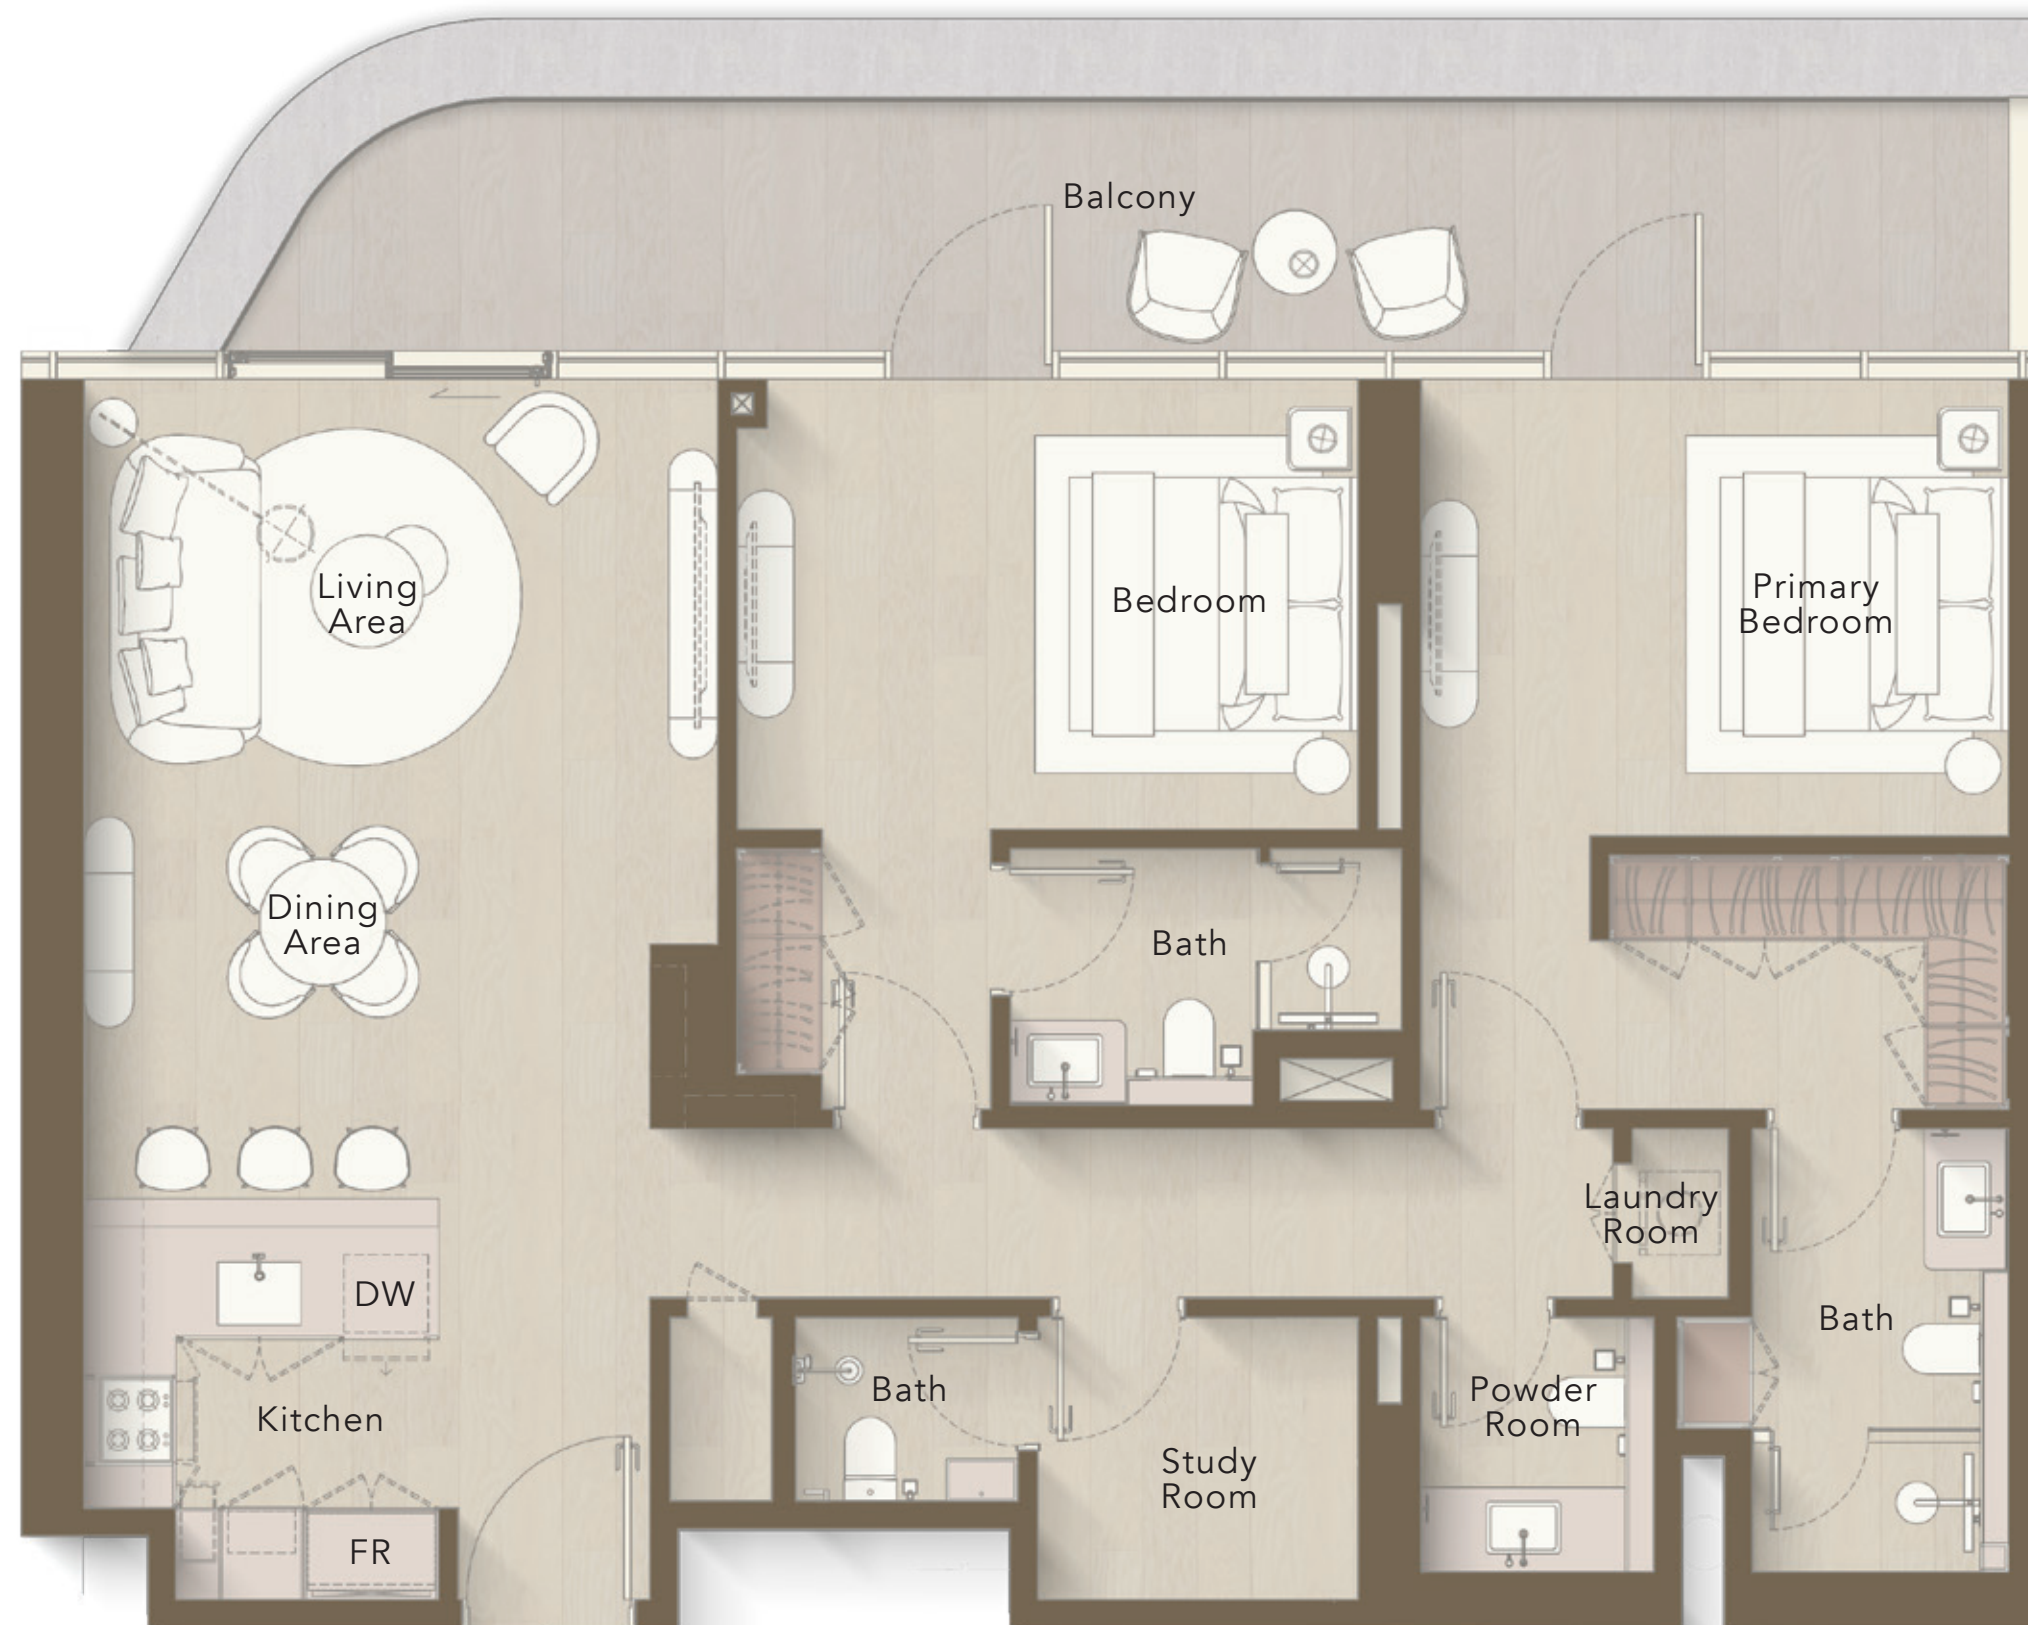 Balcony
Living
Area
Bedroom
Primary
Bedroom
Dining
Area
Bath
Laundry
Room
DW
Bath
Kitchen
Bath
Powder
Room
Study
Room
FR